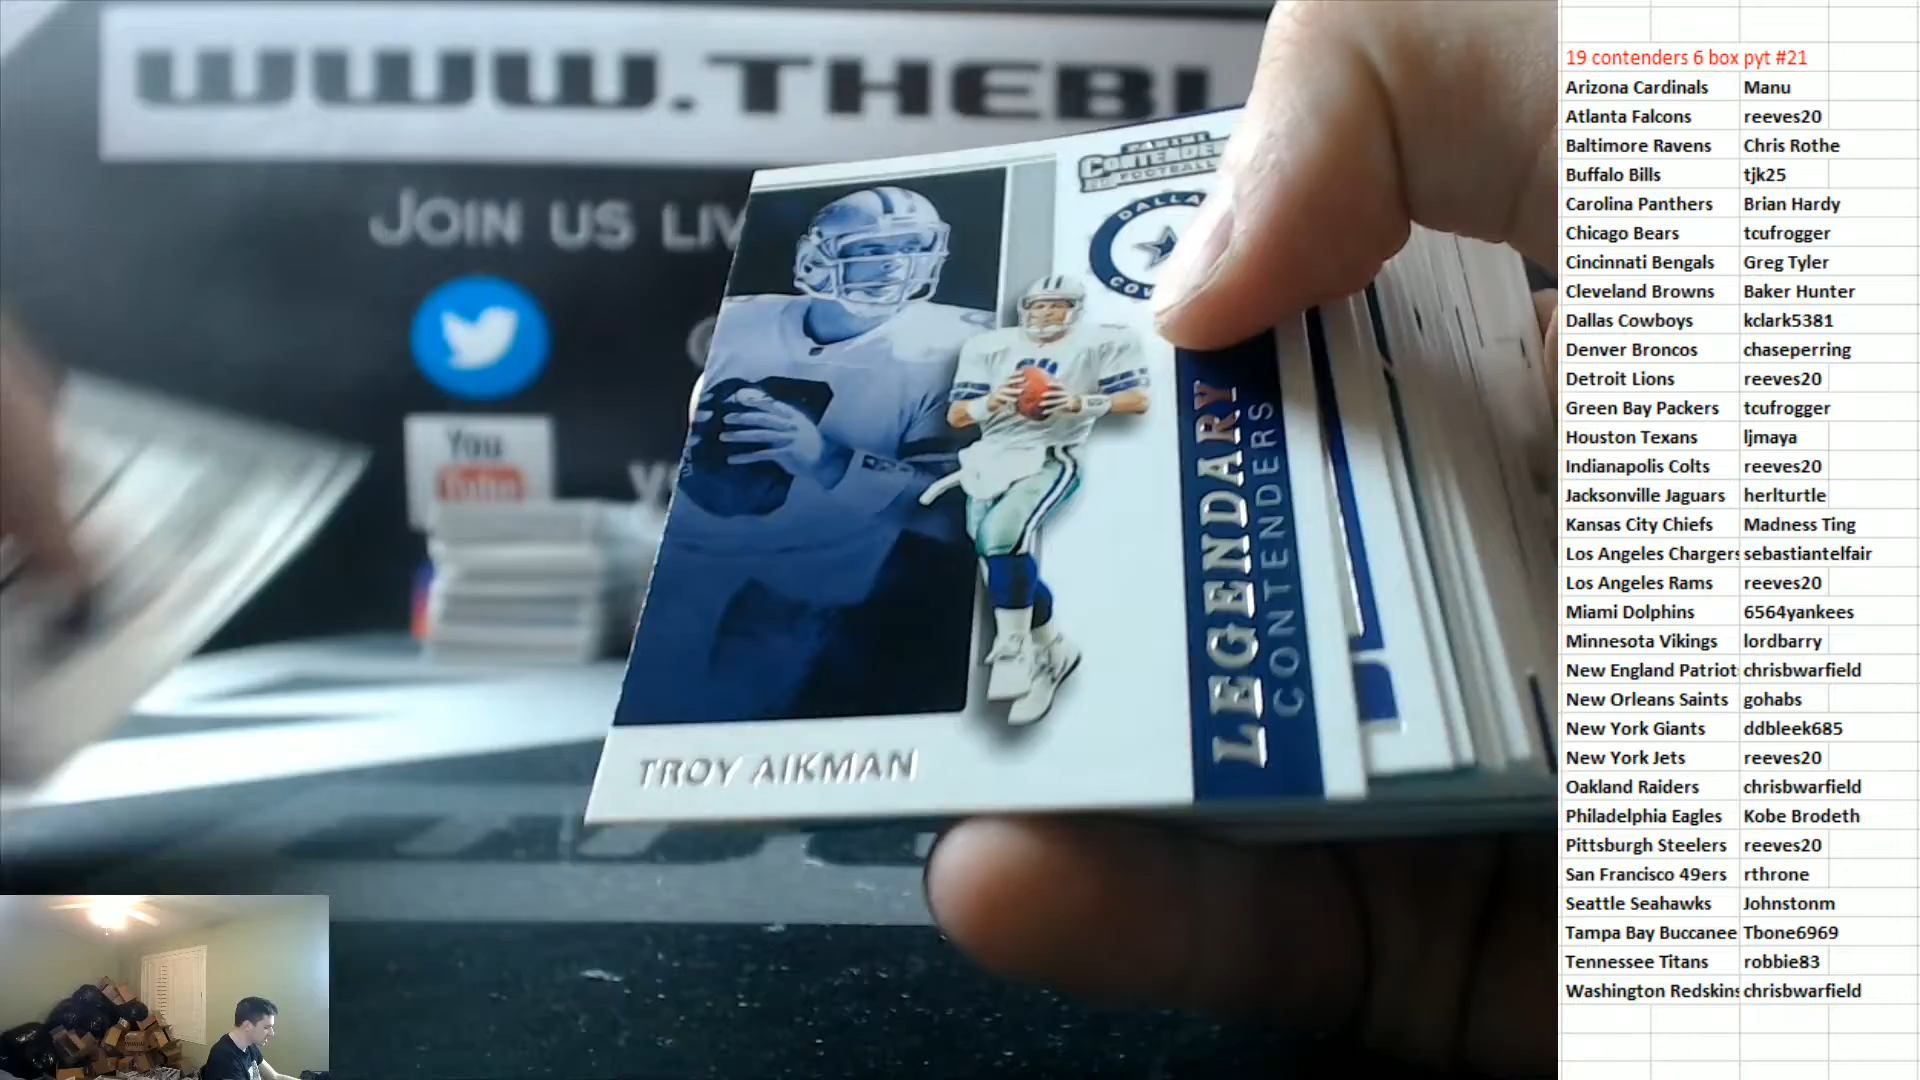 WWW.THEBI
JOIN US LIV
You
Tube
PANINI
CONTENDERS
FOOTBALL
DALLA
COW
LEGENDARY
CONTENDERS
TROY AIKMAN
19 contenders 6 box pyt #21
Arizona Cardinals Manu
Atlanta Falcons reeves20
Baltimore Ravens Chris Rothe
Buffalo Bills tjk25
Carolina Panthers Brian Hardy
Chicago Bears tcufrogger
Cincinnati Bengals Greg Tyler
Cleveland Browns Baker Hunter
Dallas Cowboys kclark5381
Denver Broncos chaseperring
Detroit Lions reeves20
Green Bay Packers tcufrogger
Houston Texans ljmaya
Indianapolis Colts reeves20
Jacksonville Jaguars herlturtle
Kansas City Chiefs Madness Ting
Los Angeles Chargers sebastiantelfair
Los Angeles Rams reeves20
Miami Dolphins 6564yankees
Minnesota Vikings lordbarry
New England Patriot chrisbwarfield
New Orleans Saints gohabs
New York Giants ddbleek685
New York Jets reeves20
Oakland Raiders chrisbwarfield
Philadelphia Eagles Kobe Brodeth
Pittsburgh Steelers reeves20
San Francisco 49ers rthrone
Seattle Seahawks Johnstonm
Tampa Bay Buccanee Tbone6969
Tennessee Titans robbie83
Washington Redskins chrisbwarfield